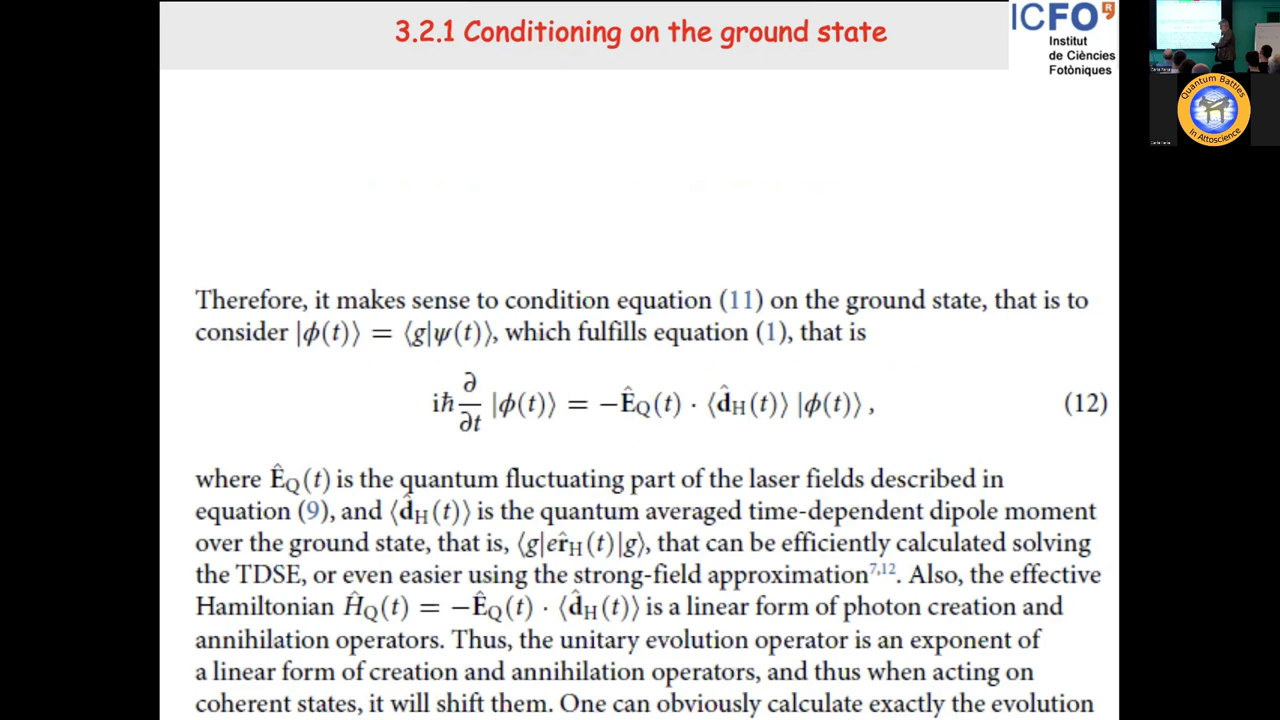 3.2.1 Conditioning on the ground state
ICFO
R
Institut
de Ciències
Fotòniques
Quantum Battles
In Attoscience
Therefore, it makes sense to condition equation (11) on the ground state, that is to
consider |ϕ(t)⟩ = ⟨g|ψ(t)⟩, which fulfills equation (1), that is
iħ ∂/∂t |ϕ(t)⟩ = −Ê_Q(t) · ⟨d̂_H(t)⟩ |ϕ(t)⟩ , (12)
where Ê_Q(t) is the quantum fluctuating part of the laser fields described in
equation (9), and ⟨d̂_H(t)⟩ is the quantum averaged time-dependent dipole moment
over the ground state, that is, ⟨g|er̂_H(t)|g⟩, that can be efficiently calculated solving
the TDSE, or even easier using the strong-field approximation⁷,¹². Also, the effective
Hamiltonian Ĥ_Q(t) = −Ê_Q(t) · ⟨d̂_H(t)⟩ is a linear form of photon creation and
annihilation operators. Thus, the unitary evolution operator is an exponent of
a linear form of creation and annihilation operators, and thus when acting on
coherent states, it will shift them. One can obviously calculate exactly the evolution